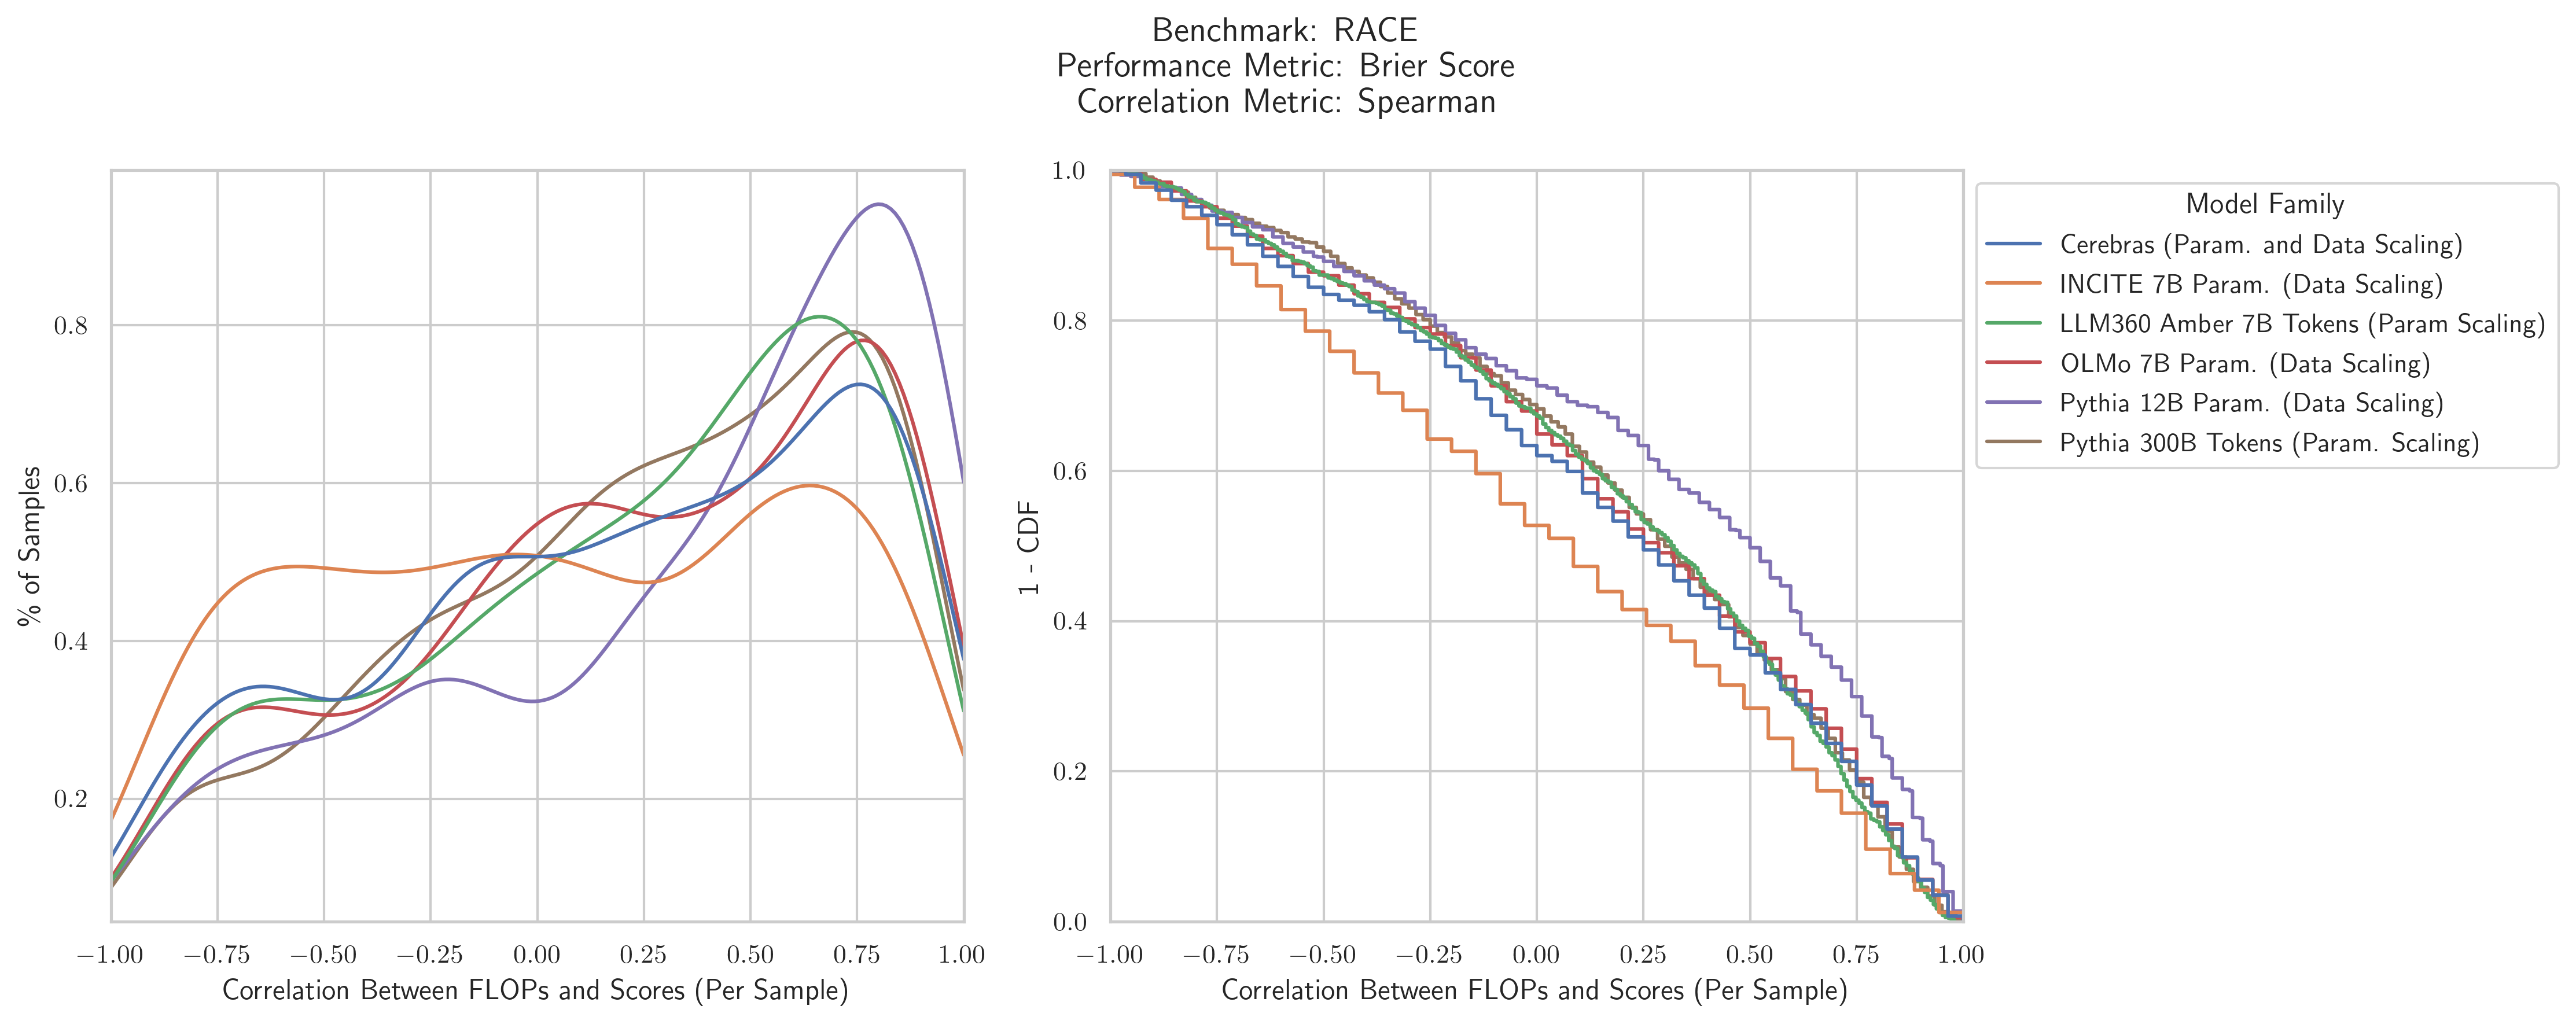 Benchmark: RACE
Performance Metric: Brier Score
Correlation Metric: Spearman
% of Samples
0.8
0.6
0.4
0.2
−1.00 −0.75 −0.50 −0.25 0.00 0.25 0.50 0.75 1.00
Correlation Between FLOPs and Scores (Per Sample)
1 - CDF
1.0
0.8
0.6
0.4
0.2
0.0
−1.00 −0.75 −0.50 −0.25 0.00 0.25 0.50 0.75 1.00
Correlation Between FLOPs and Scores (Per Sample)
Model Family
Cerebras (Param. and Data Scaling)
INCITE 7B Param. (Data Scaling)
LLM360 Amber 7B Tokens (Param Scaling)
OLMo 7B Param. (Data Scaling)
Pythia 12B Param. (Data Scaling)
Pythia 300B Tokens (Param. Scaling)